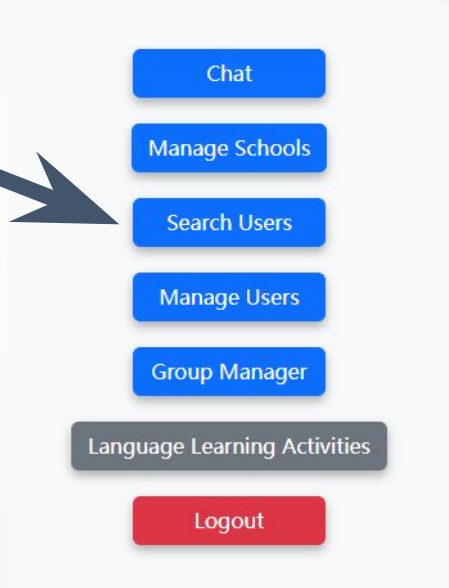 Chat
Manage Schools
Search Users
Manage Users
Group Manager
Language Learning Activities
Logout